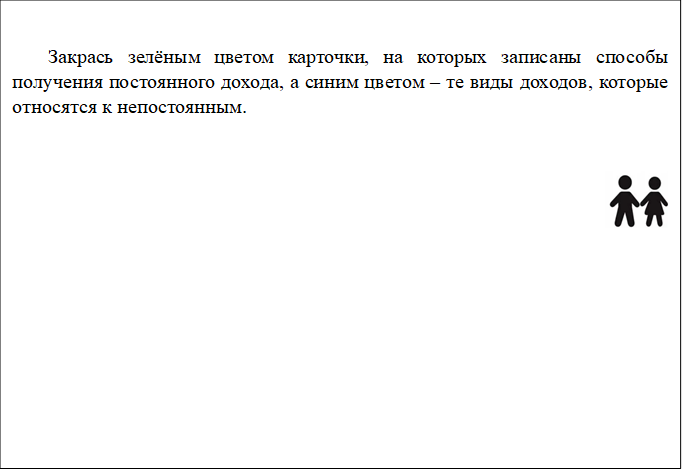 Закрась зелёным цветом карточки, на которых записаны способы
получения постоянного дохода, а синим цветом – те виды доходов, которые
относятся к непостоянным.